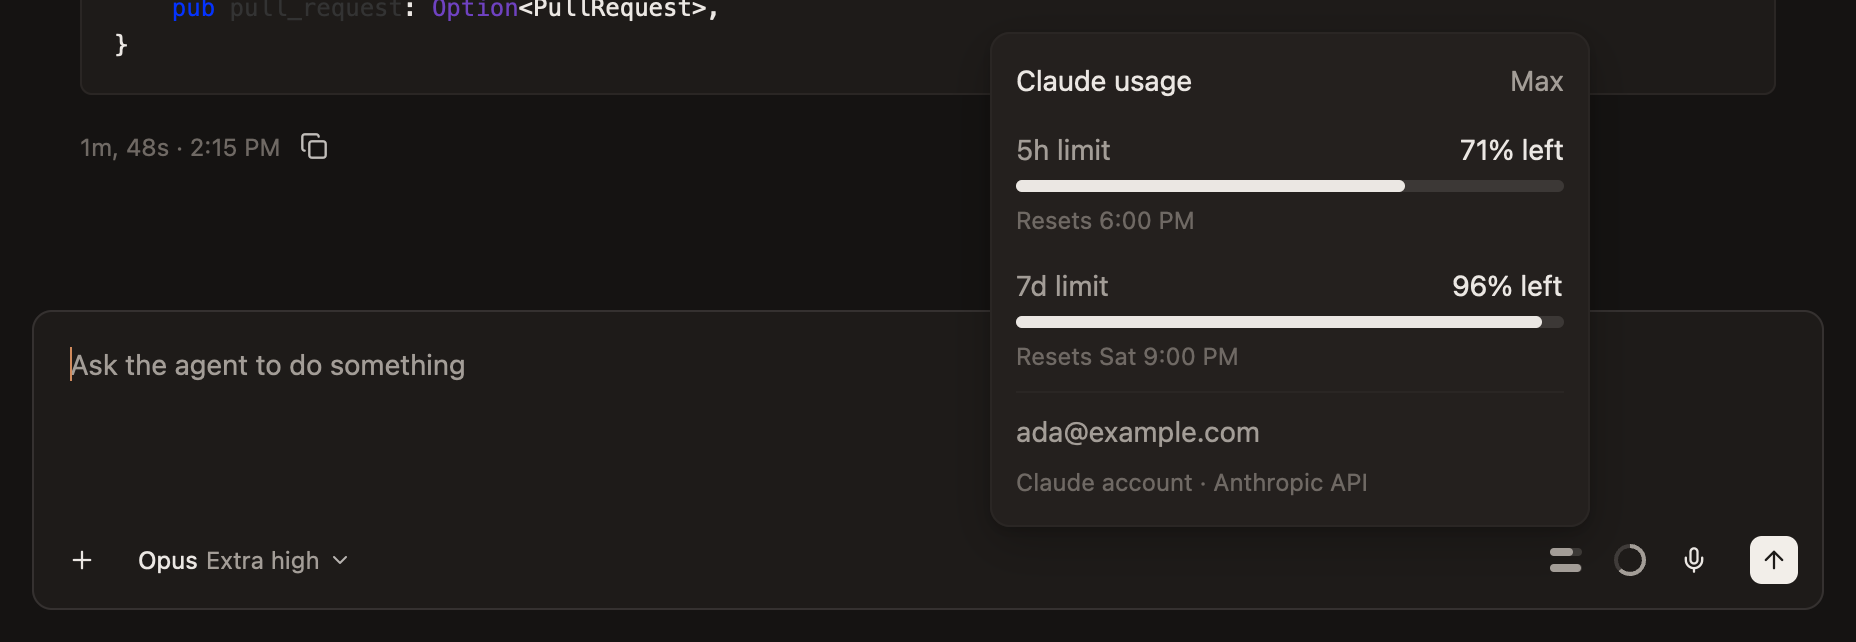 pub pull_request: Option<PullRequest>,
}
1m, 48s · 2:15 PM
Claude usage Max
5h limit 71% left
Resets 6:00 PM
7d limit 96% left
Resets Sat 9:00 PM
ada@example.com
Claude account · Anthropic API
Ask the agent to do something
Opus Extra high